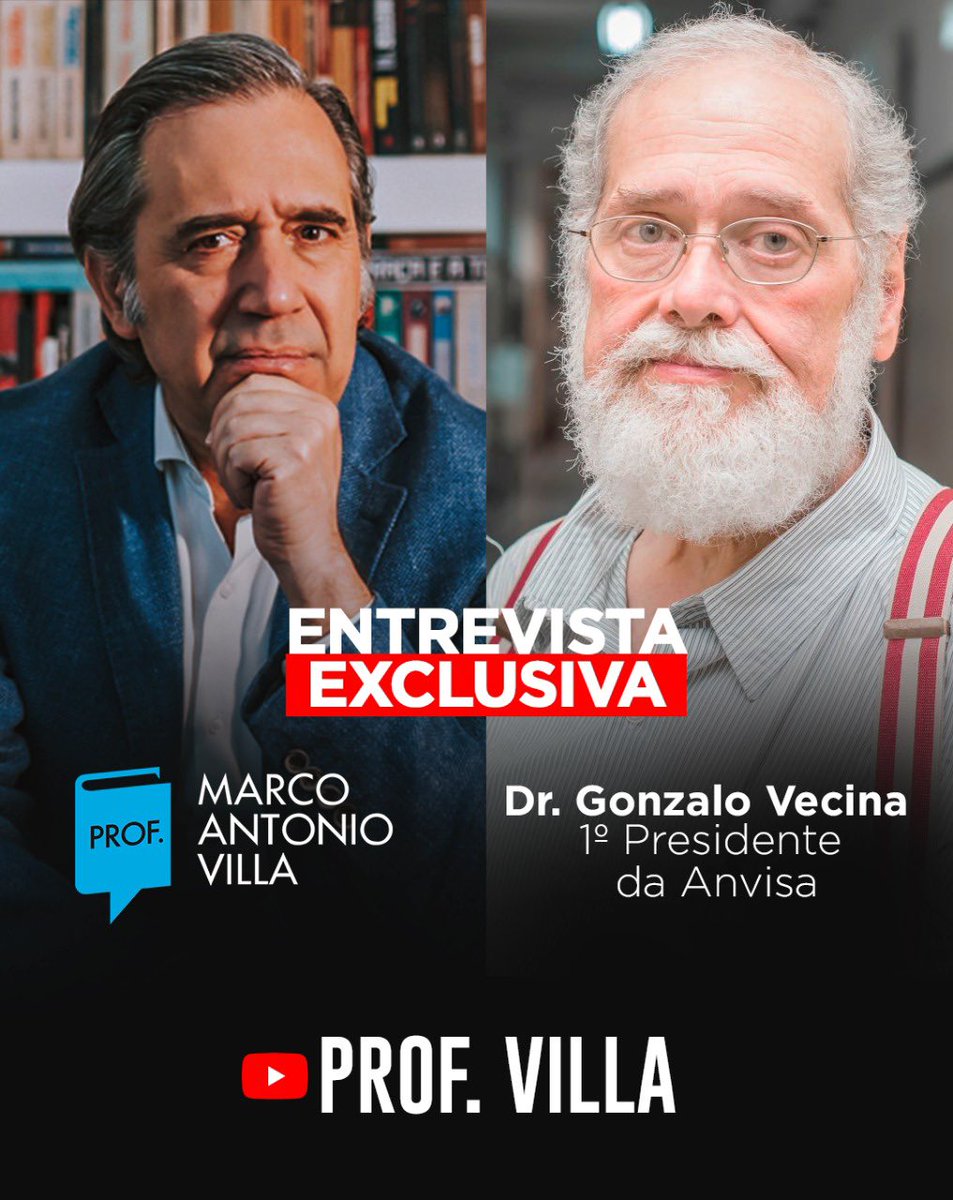 ENTREVISTA
EXCLUSIVA
PROF.
MARCO
ANTONIO
VILLA
Dr. Gonzalo Vecina
1º Presidente
da Anvisa
PROF. VILLA